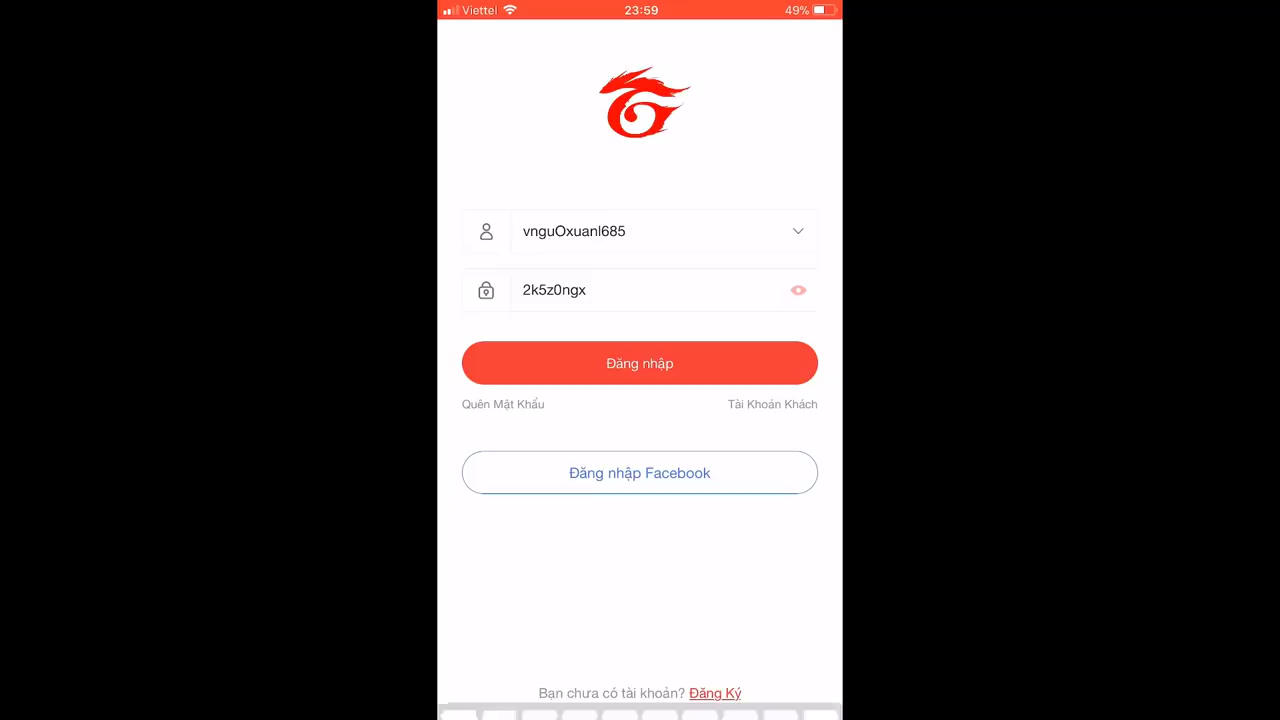 Viettel 23:59 49%
vnguOxuanl685
2k5z0ngx
Đăng nhập
Quên Mật Khẩu Tài Khoản Khách
Đăng nhập Facebook
Bạn chưa có tài khoản? Đăng Ký